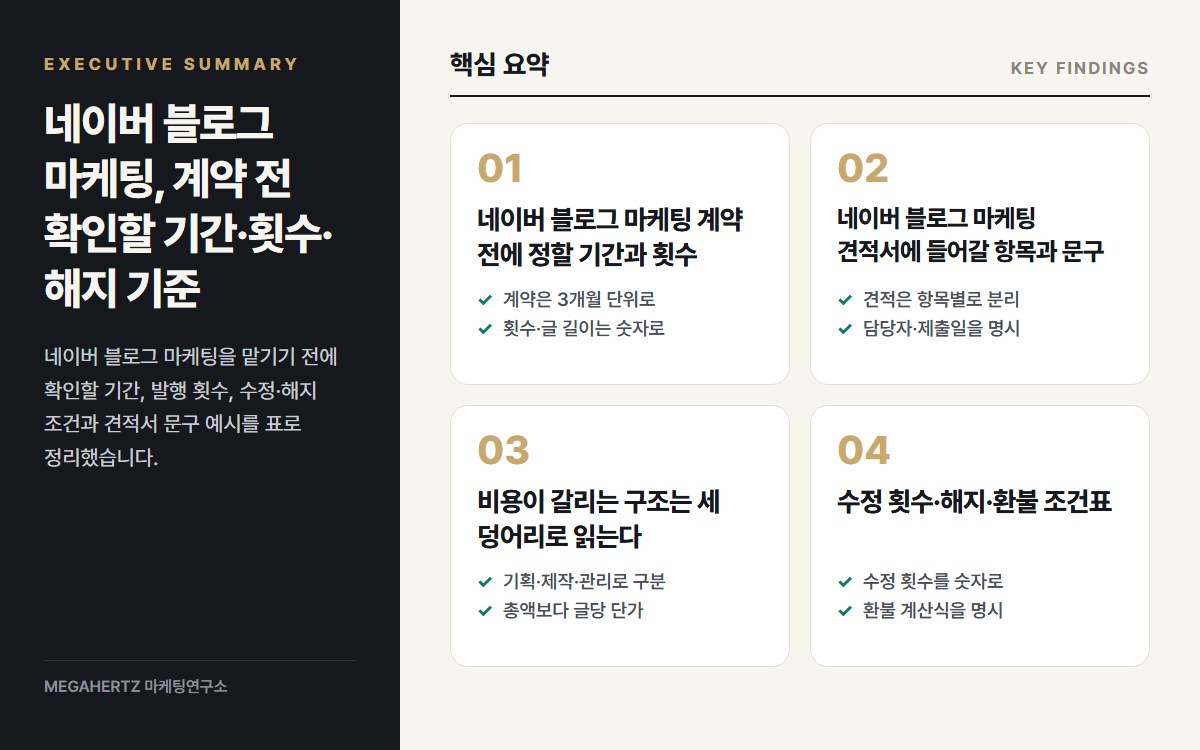 EXECUTIVE SUMMARY
네이버 블로그
마케팅, 계약 전
확인할 기간·횟수·
해지 기준
네이버 블로그 마케팅을 맡기기 전에
확인할 기간, 발행 횟수, 수정·해지
조건과 견적서 문구 예시를 표로
정리했습니다.
MEGAHERTZ 마케팅연구소
핵심 요약
KEY FINDINGS
01
네이버 블로그 마케팅 계약
전에 정할 기간과 횟수
계약은 3개월 단위로
횟수·글 길이는 숫자로
02
네이버 블로그 마케팅
견적서에 들어갈 항목과 문구
견적은 항목별로 분리
담당자·제출일을 명시
03
비용이 갈리는 구조는 세
덩어리로 읽는다
기획·제작·관리로 구분
총액보다 글당 단가
04
수정 횟수·해지·환불 조건표
수정 횟수를 숫자로
환불 계산식을 명시